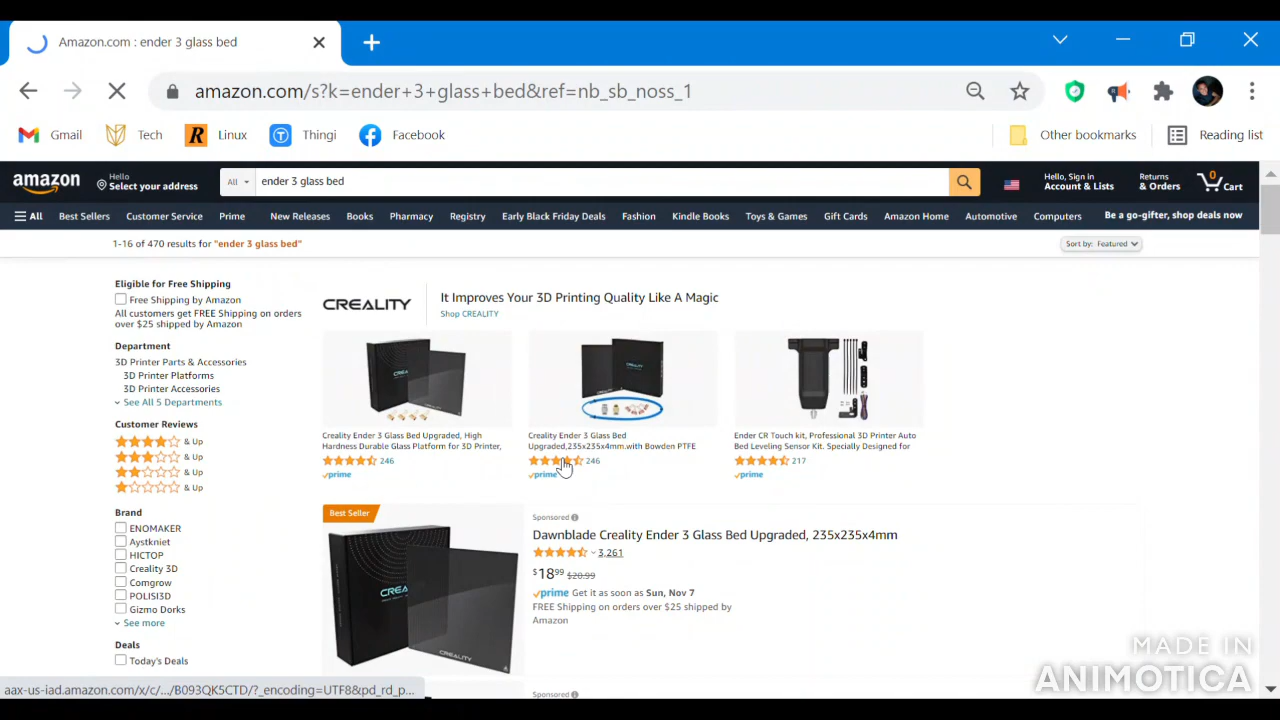 Amazon.com : ender 3 glass bed
amazon.com/s?k=ender+3+glass+bed&ref=nb_sb_noss_1
Gmail
Tech
Linux
Thingi
Facebook
Other bookmarks
Reading list
amazon
Hello
Select your address
All
ender 3 glass bed
Hello, Sign in
Account & Lists
Returns
& Orders
0
Cart
All
Best Sellers
Customer Service
Prime
New Releases
Books
Pharmacy
Registry
Early Black Friday Deals
Fashion
Kindle Books
Toys & Games
Gift Cards
Amazon Home
Automotive
Computers
Be a go-gifter, shop deals now
1-16 of 470 results for "ender 3 glass bed"
Sort by: Featured
Eligible for Free Shipping
Free Shipping by Amazon
All customers get FREE Shipping on orders
over $25 shipped by Amazon
Department
3D Printer Parts & Accessories
3D Printer Platforms
3D Printer Accessories
See All 5 Departments
Customer Reviews
& Up
& Up
& Up
& Up
Brand
ENOMAKER
Aystkniet
HICTOP
Creality 3D
Comgrow
POLISI3D
Gizmo Dorks
See more
Deals
Today's Deals
CREALITY
It Improves Your 3D Printing Quality Like A Magic
Shop CREALITY
Creality Ender 3 Glass Bed Upgraded, High
Hardness Durable Glass Platform for 3D Printer,
246
prime
Creality Ender 3 Glass Bed
Upgraded,235x235x4mm.with Bowden PTFE
246
prime
Ender CR Touch kit, Professional 3D Printer Auto
Bed Leveling Sensor Kit. Specially Designed for
217
prime
Best Seller
CREALITY
Sponsored
Dawnblade Creality Ender 3 Glass Bed Upgraded, 235x235x4mm
3,261
$18⁹⁹ $20.99
prime Get it as soon as Sun, Nov 7
FREE Shipping on orders over $25 shipped by
Amazon
Sponsored
aax-us-iad.amazon.com/x/c/.../B093QK5CTD/?_encoding=UTF8&pd_rd_p...
MADE IN
ANIMOTICA